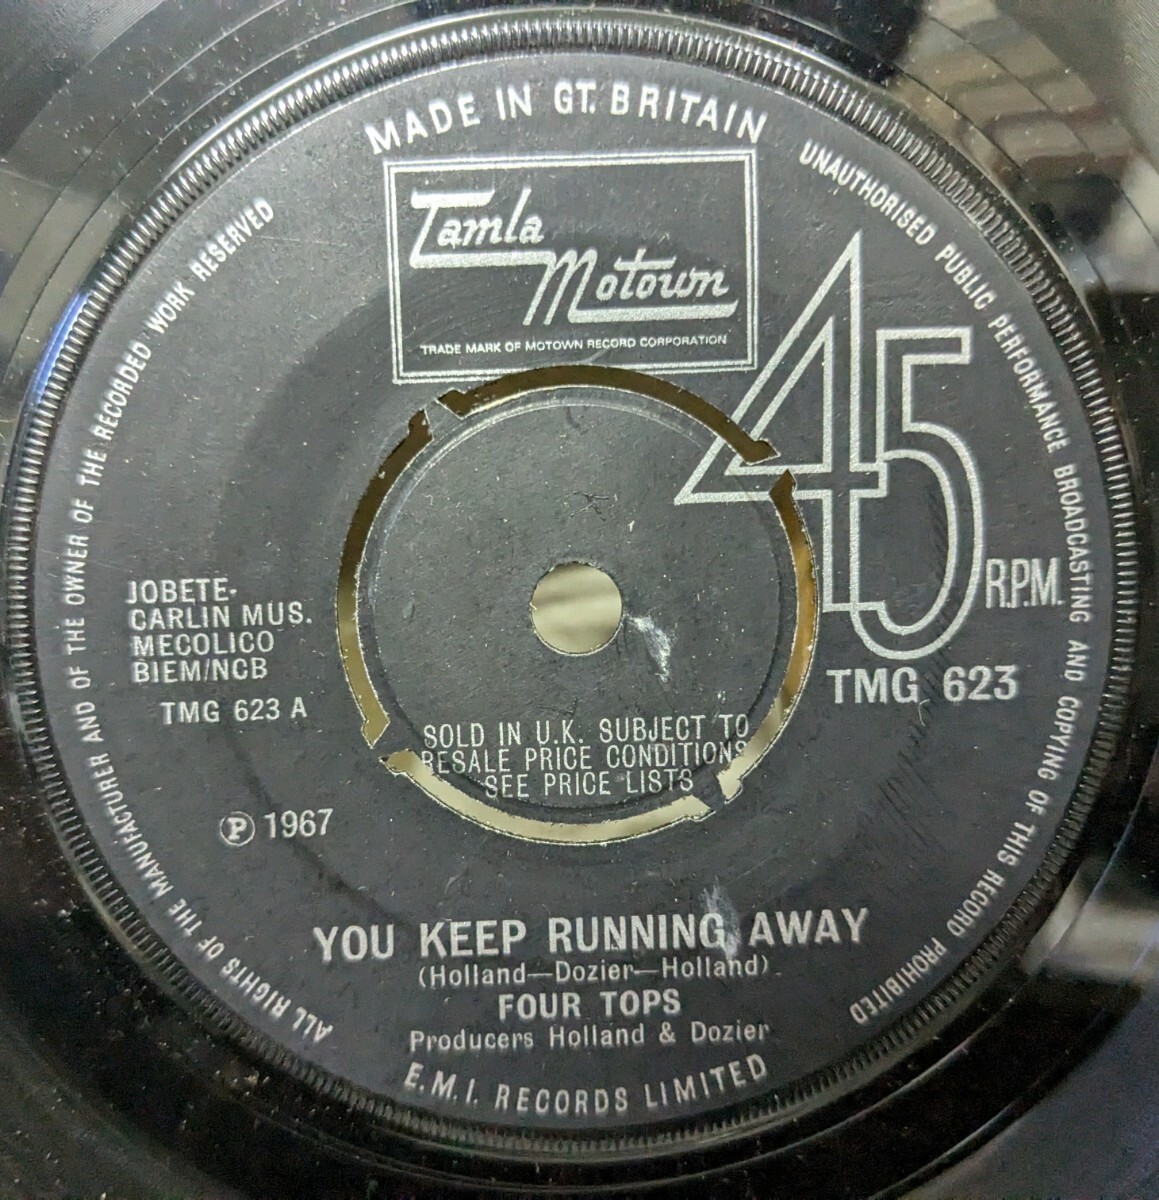 MADE IN GT. BRITAIN
Tamla
Motown
TRADE MARK OF MOTOWN RECORD CORPORATION
45
R.P.M.
TMG 623
JOBETE-
CARLIN MUS.
MECOLICO
BIEM/NCB
TMG 623 A
SOLD IN U.K. SUBJECT TO
RESALE PRICE CONDITIONS
SEE PRICE LISTS
Ⓟ 1967
YOU KEEP RUNNING AWAY
(Holland—Dozier—Holland)
FOUR TOPS
Producers Holland & Dozier
E.M.I. RECORDS LIMITED
ALL RIGHTS OF THE MANUFACTURER AND OF THE OWNER OF THE RECORDED WORK RESERVED
UNAUTHORISED PUBLIC PERFORMANCE BROADCASTING AND COPYING OF THIS RECORD PROHIBITED